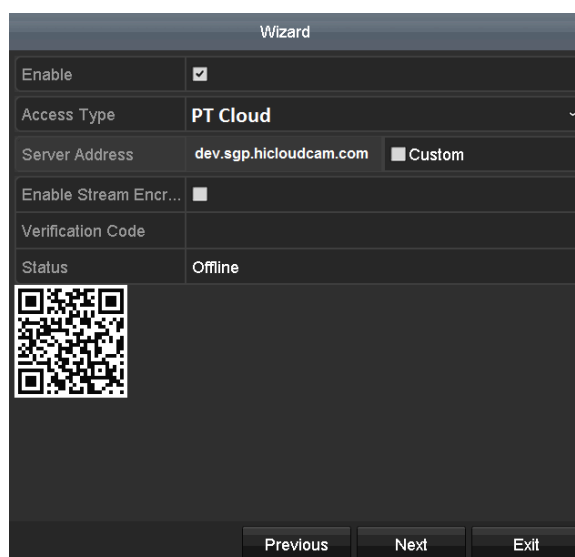 Wizard
Enable
Access Type PT Cloud
Server Address dev.sgp.hicloudcam.com Custom
Enable Stream Encr...
Verification Code
Status Offline
Previous Next Exit